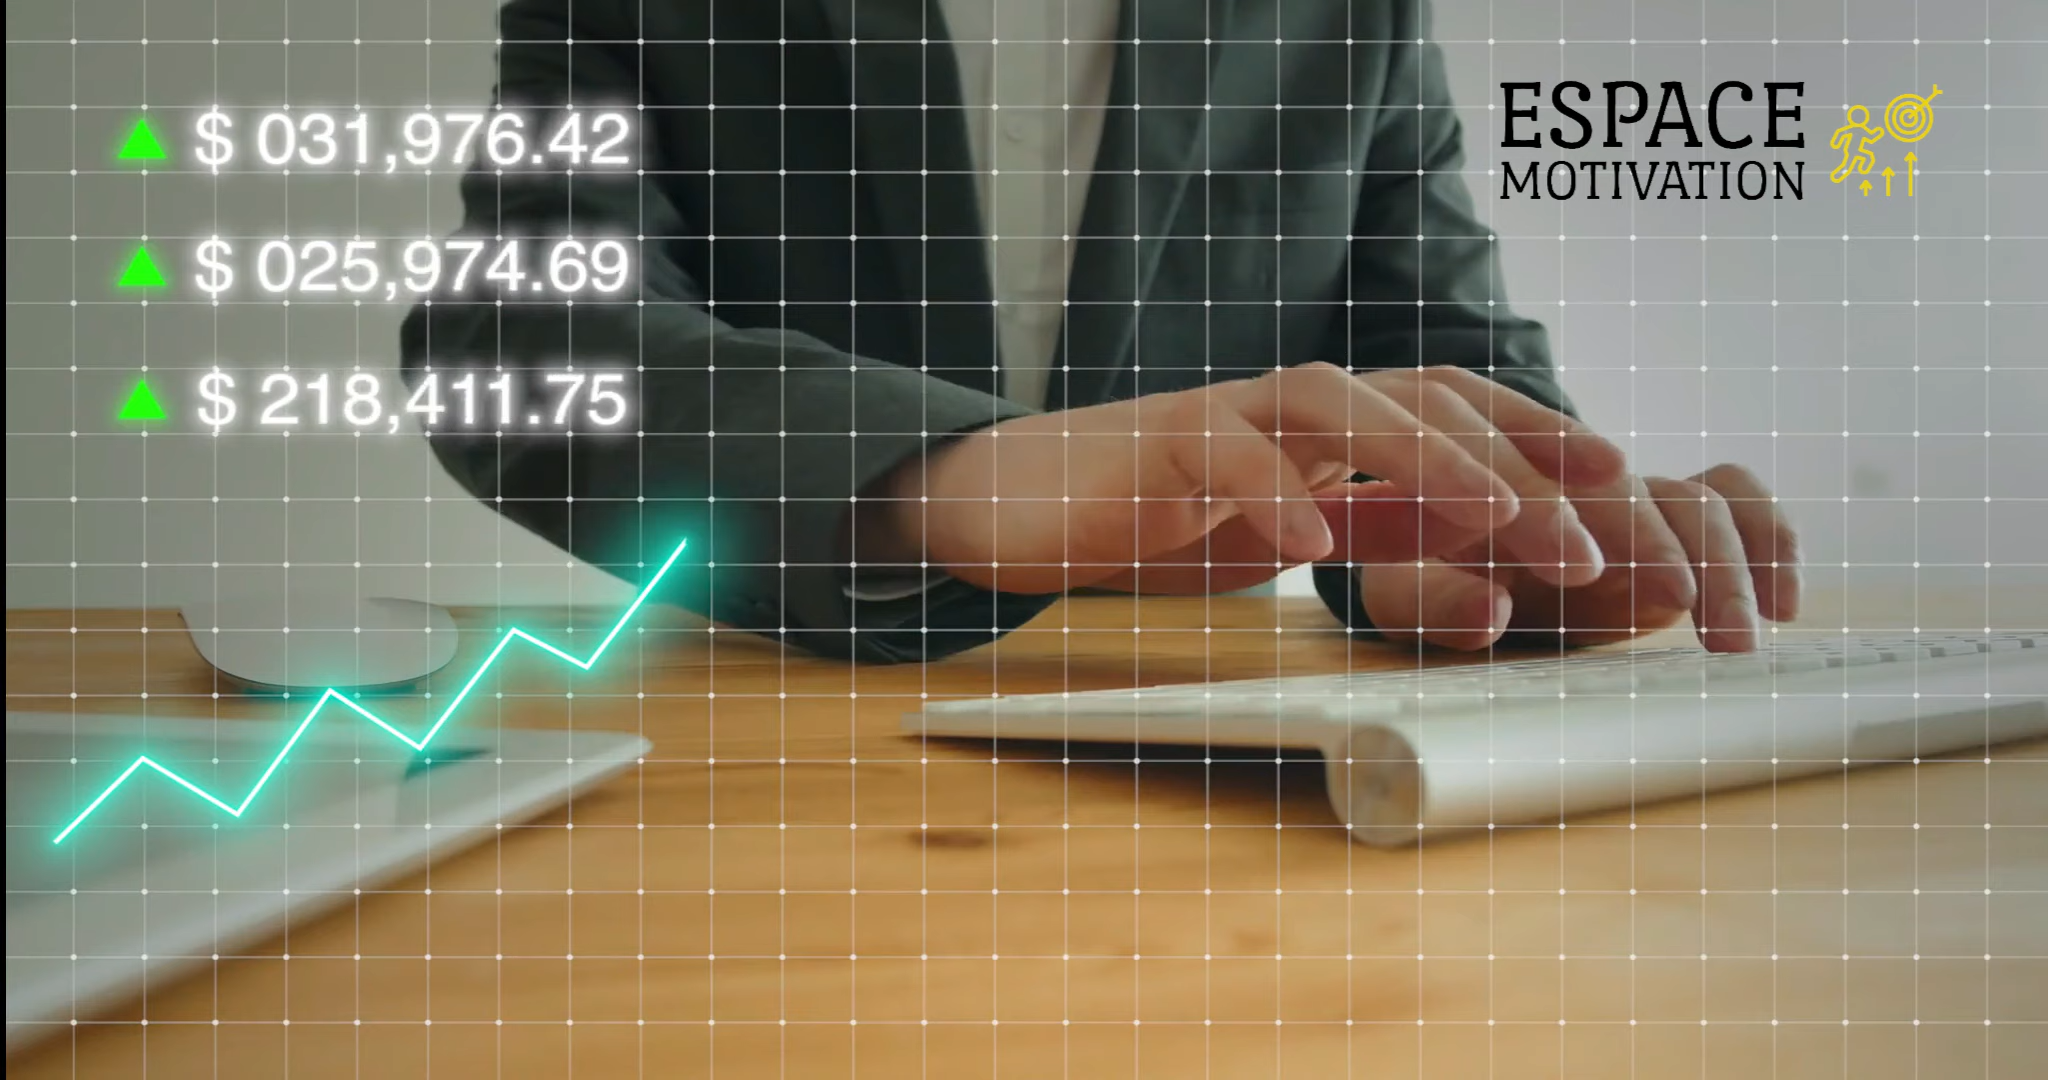 $ 031,976.42
$ 025,974.69
$ 218,411.75
ESPACE
MOTIVATION